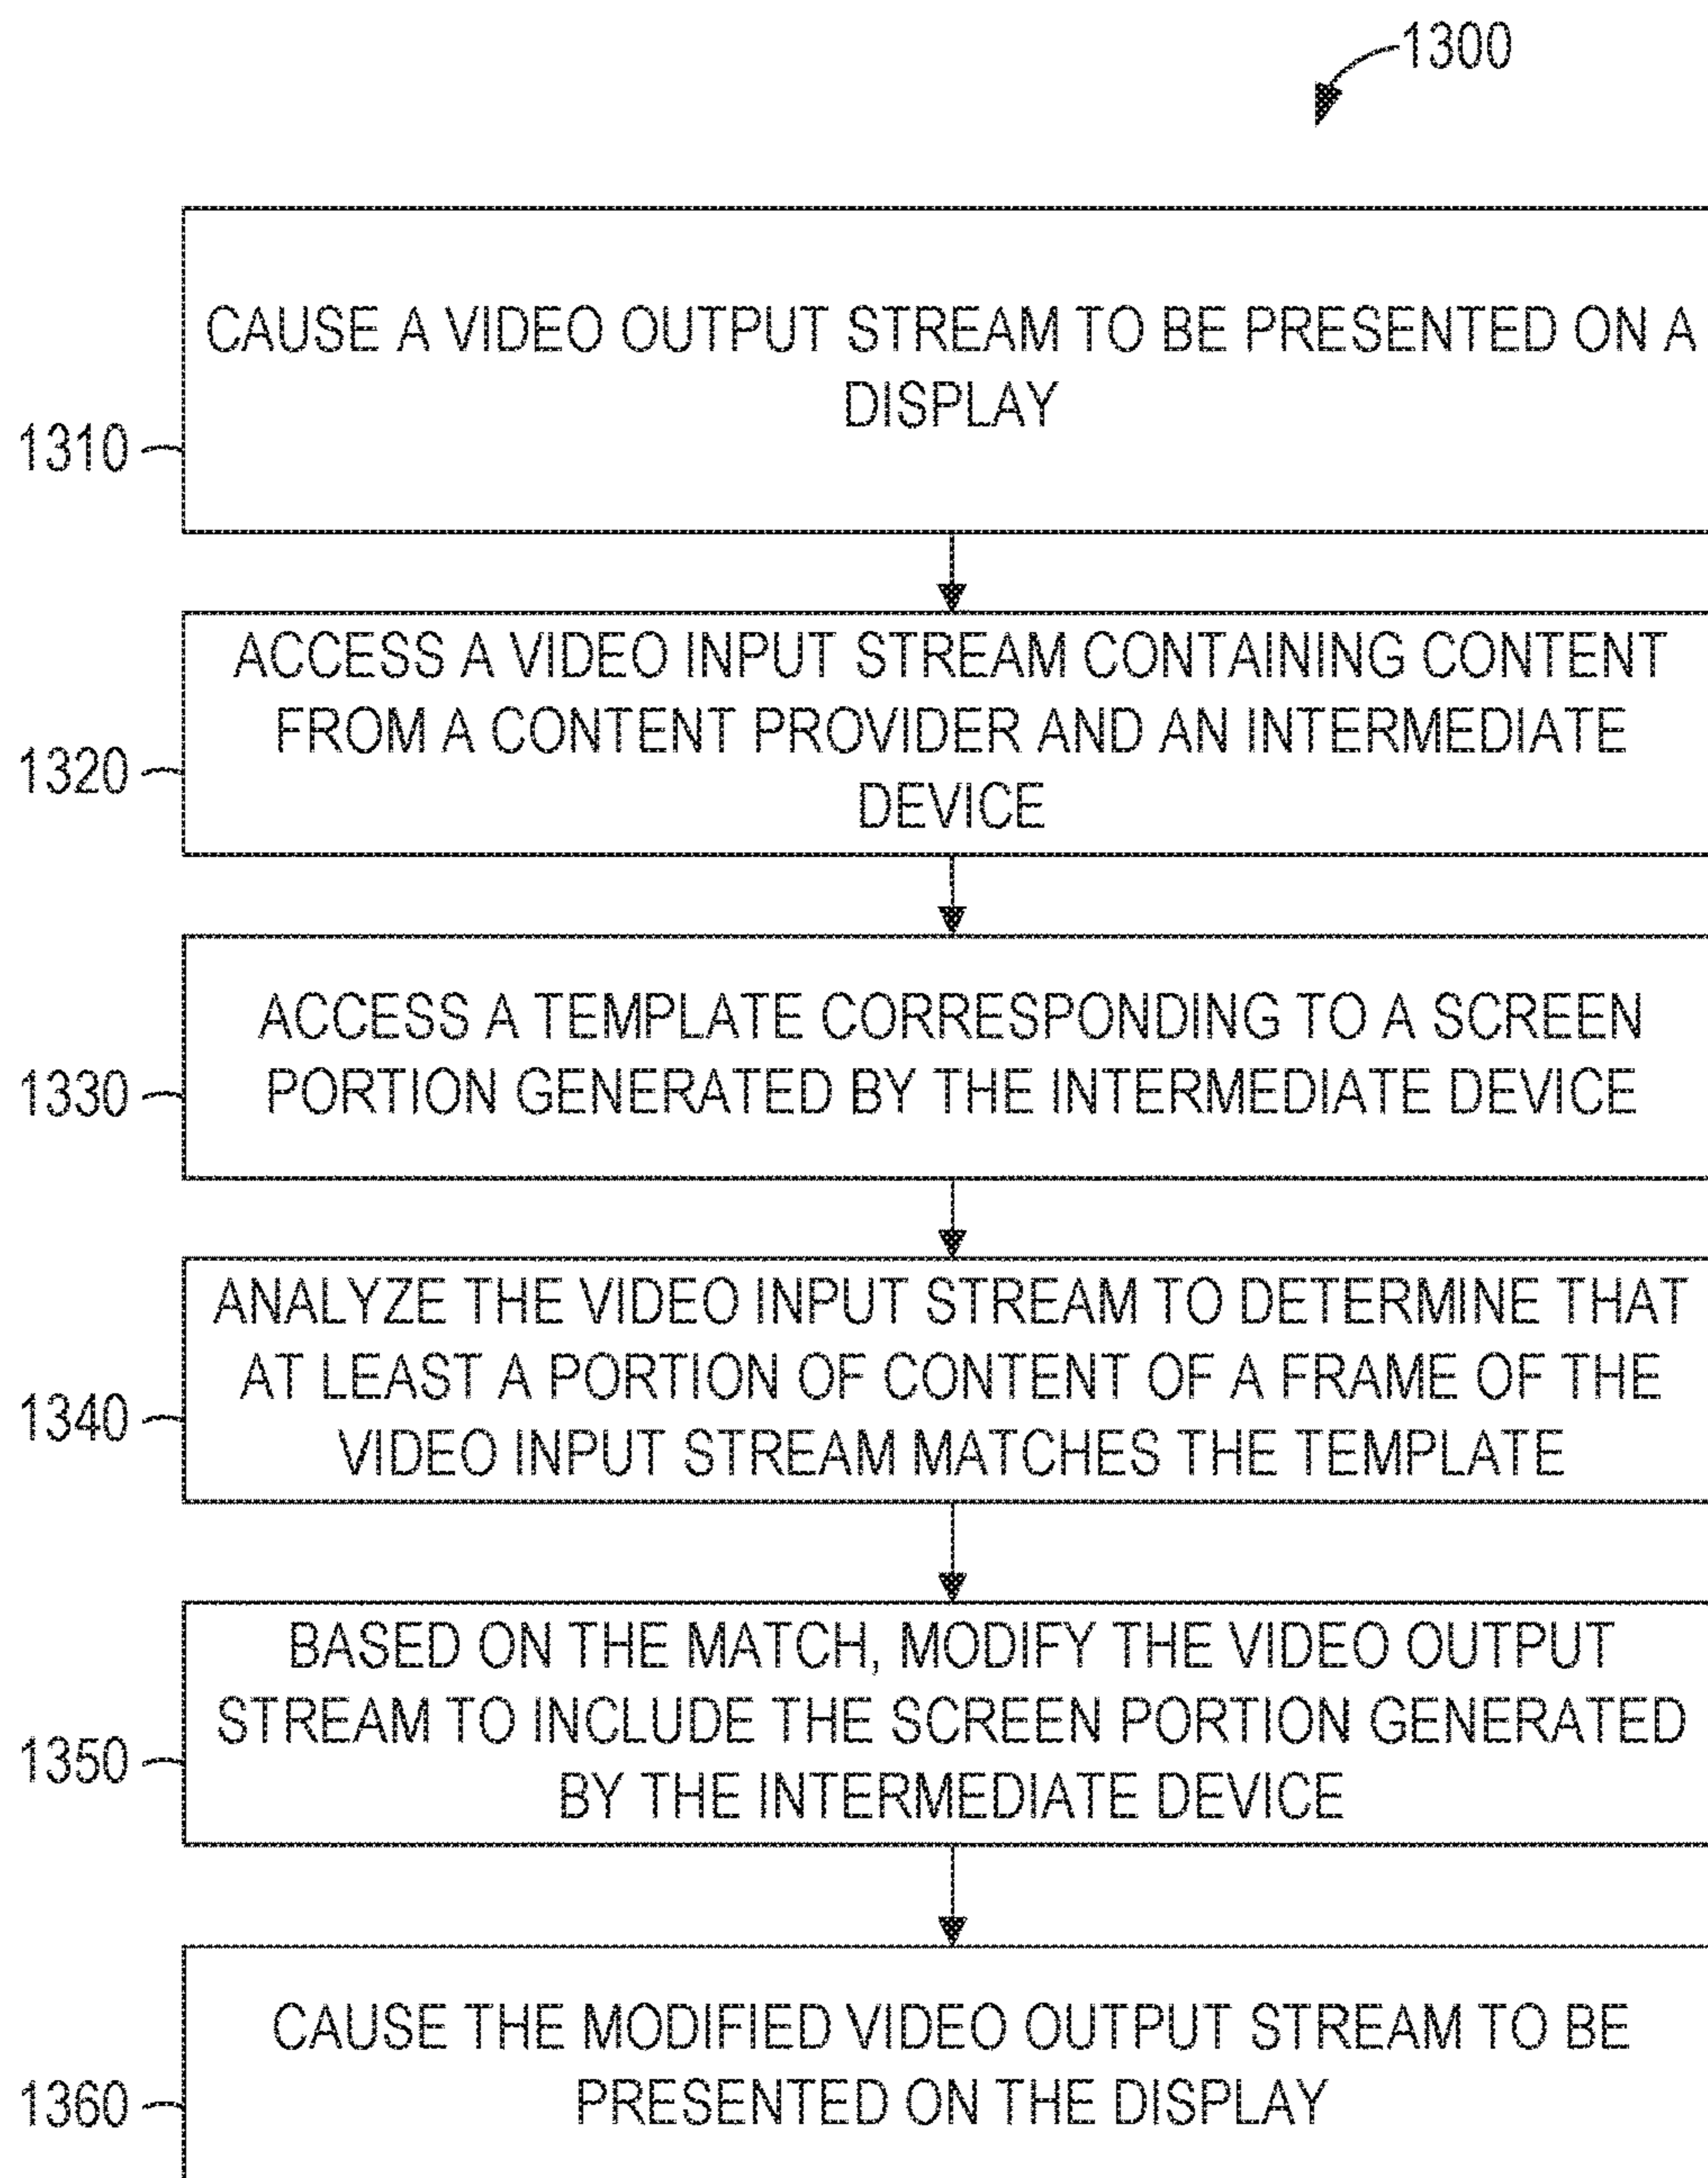 1300
CAUSE A VIDEO OUTPUT STREAM TO BE PRESENTED ON A
DISPLAY
1310
ACCESS A VIDEO INPUT STREAM CONTAINING CONTENT
FROM A CONTENT PROVIDER AND AN INTERMEDIATE
DEVICE
1320
ACCESS A TEMPLATE CORRESPONDING TO A SCREEN
PORTION GENERATED BY THE INTERMEDIATE DEVICE
1330
ANALYZE THE VIDEO INPUT STREAM TO DETERMINE THAT
AT LEAST A PORTION OF CONTENT OF A FRAME OF THE
VIDEO INPUT STREAM MATCHES THE TEMPLATE
1340
BASED ON THE MATCH, MODIFY THE VIDEO OUTPUT
STREAM TO INCLUDE THE SCREEN PORTION GENERATED
BY THE INTERMEDIATE DEVICE
1350
CAUSE THE MODIFIED VIDEO OUTPUT STREAM TO BE
PRESENTED ON THE DISPLAY
1360